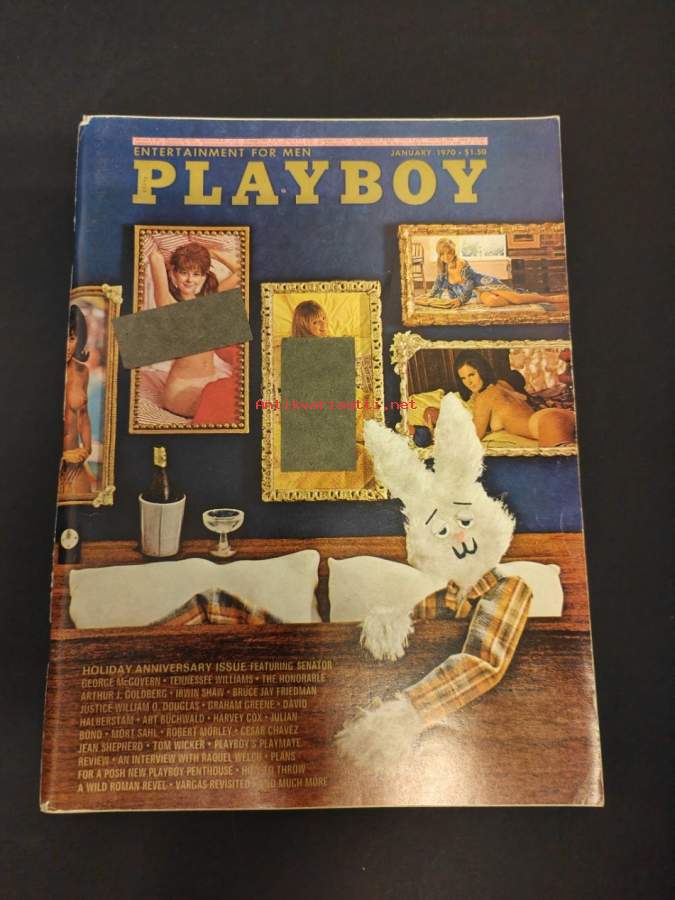 ENTERTAINMENT FOR MEN
JANUARY 1970 • $1.50
PLAYBOY
Antikvariaatti.net
HOLIDAY ANNIVERSARY ISSUE FEATURING SENATOR
GEORGE McGOVERN • TENNESSEE WILLIAMS • THE HONORABLE
ARTHUR J. GOLDBERG • IRWIN SHAW • BRUCE JAY FRIEDMAN
JUSTICE WILLIAM O. DOUGLAS • GRAHAM GREENE • DAVID
HALBERSTAM • ART BUCHWALD • HARVEY COX • JULIAN
BOND • MORT SAHL • ROBERT MORLEY • CESAR CHAVEZ
JEAN SHEPHERD • TOM WICKER • PLAYBOY'S PLAYMATE
REVIEW • AN INTERVIEW WITH RAQUEL WELCH • PLANS
FOR A POSH NEW PLAYBOY PENTHOUSE • HOW TO THROW
A WILD ROMAN REVEL • VARGAS REVISITED • AND MUCH MORE